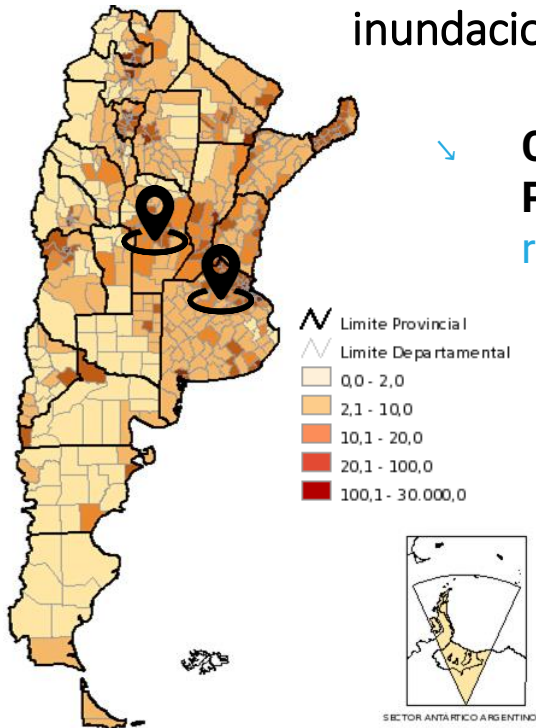 inundacio
Limite Provincial
Limite Departamental
0,0 - 2,0
2,1 - 10,0
10,1 - 20,0
20,1 - 100,0
100,1 - 30.000,0
SECTOR ANTARTICO ARGENTINO